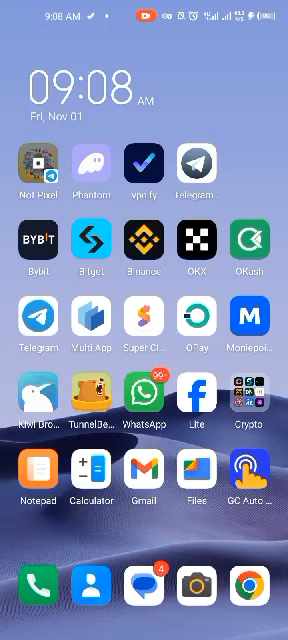 9:08 AM
09:08 AM
Fri, Nov 01
Not Pixel Phantom vpnify Telegram...
BYBIT
Bybit Bitget Binance OKX OKash
Telegram Multi App Super Cl... OPay Moniepoi...
99+
Kiwi Bro... TunnelBe... WhatsApp Lite Crypto
Notepad Calculator Gmail Files GC Auto ...
4